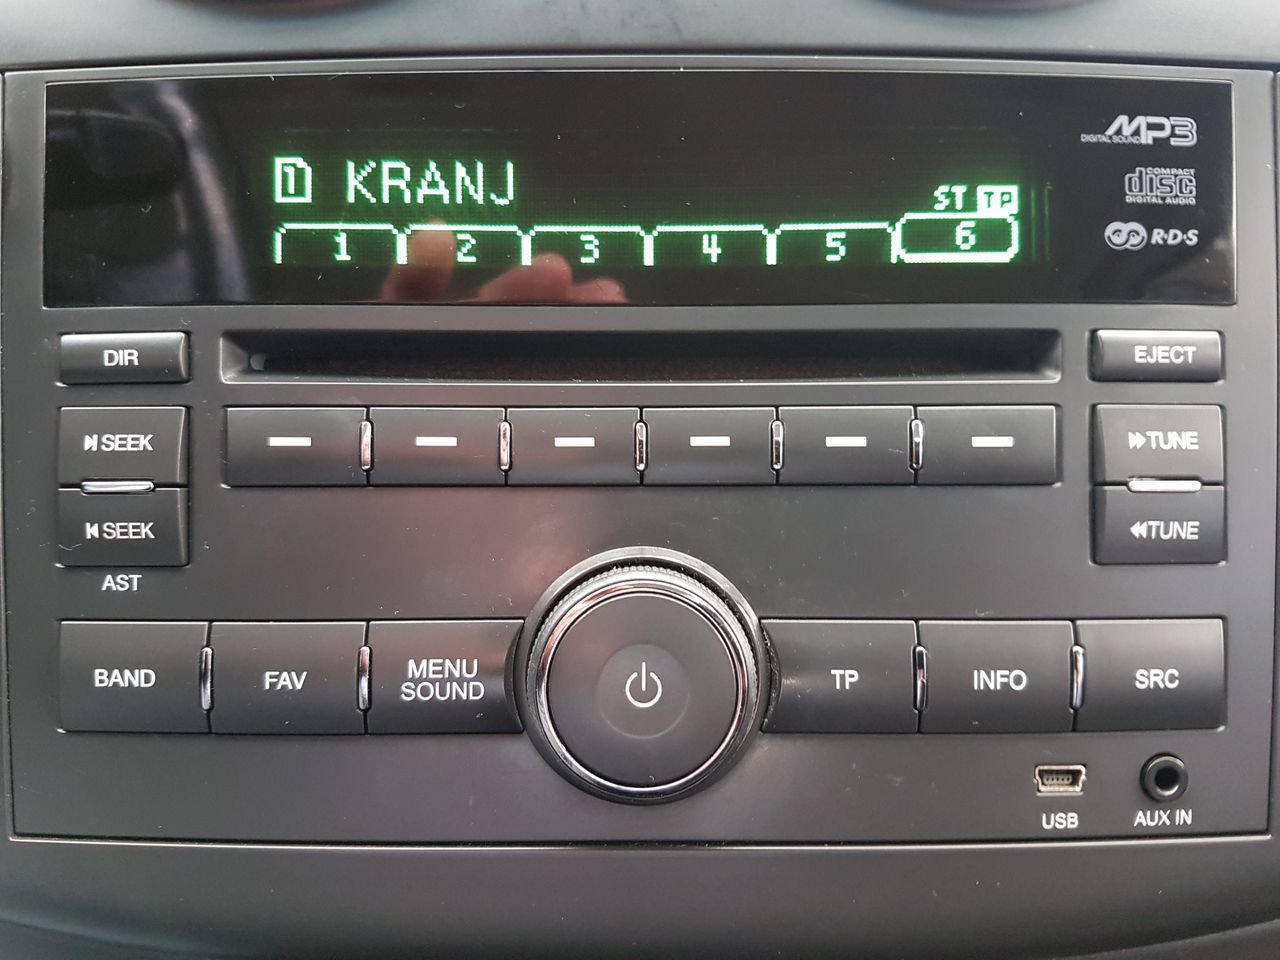 MP3
DIGITAL SOUND
1 KRANJ
COMPACT
disc
DIGITAL AUDIO
ST TP
1 2 3 4 5 6
R·D·S
DIR
EJECT
SEEK
TUNE
SEEK
TUNE
AST
BAND
FAV
MENU
SOUND
TP
INFO
SRC
USB
AUX IN